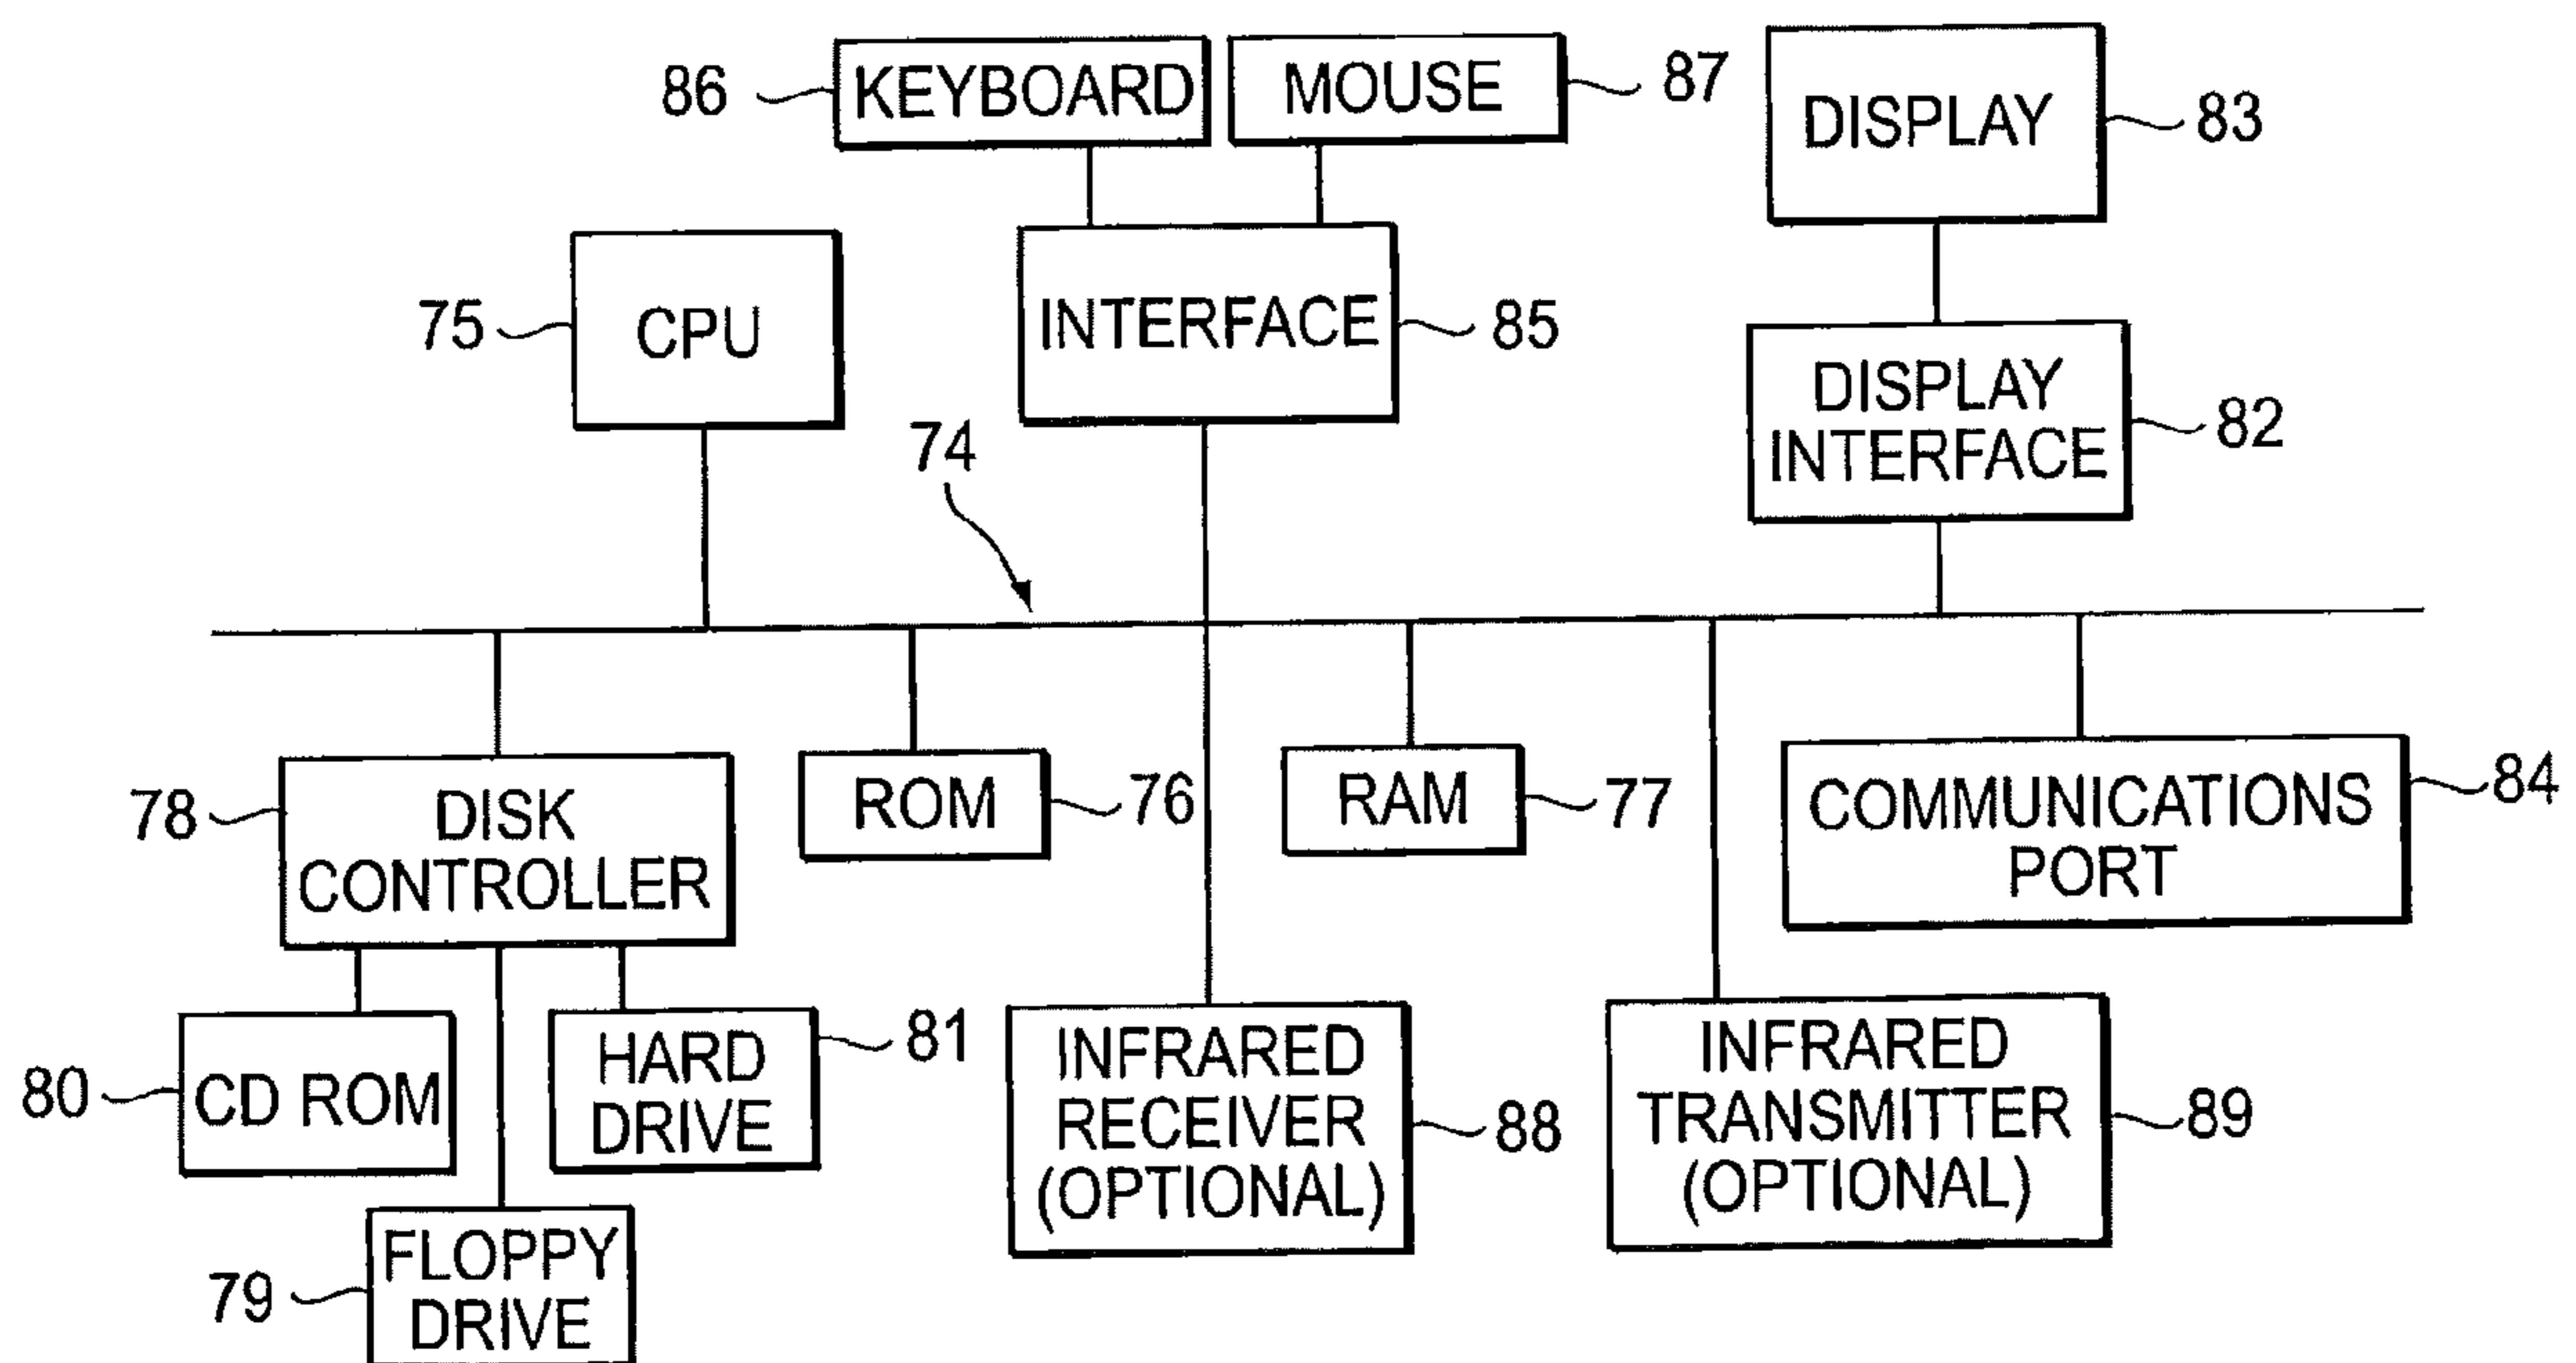 86
KEYBOARD
MOUSE
87
DISPLAY
83
75
CPU
INTERFACE
85
DISPLAY
INTERFACE
82
74
78
DISK
CONTROLLER
ROM
76
RAM
77
COMMUNICATIONS
PORT
84
80
CD ROM
HARD
DRIVE
81
INFRARED
RECEIVER
(OPTIONAL)
88
INFRARED
TRANSMITTER
(OPTIONAL)
89
79
FLOPPY
DRIVE